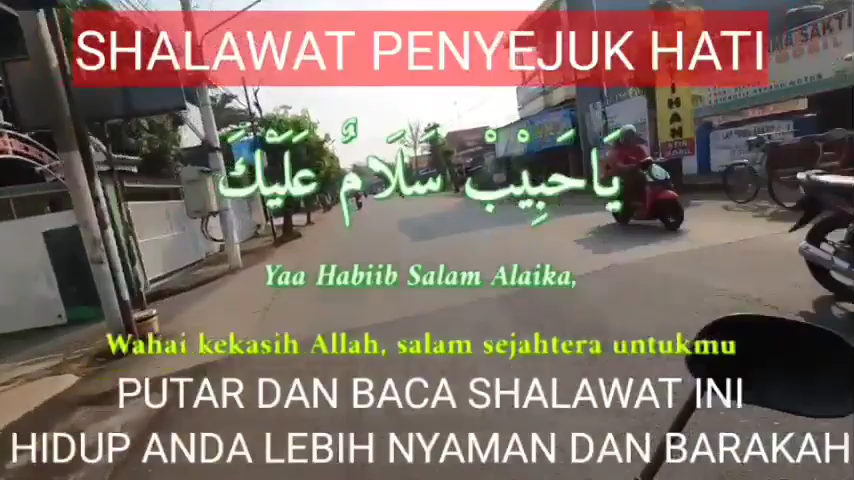 SHALAWAT PENYEJUK HATI
يَاحَبِيْبْ سَلَامٌ عَلَيْكَ
Yaa Habiib Salam Alaika,
Wahai kekasih Allah, salam sejahtera untukmu
PUTAR DAN BACA SHALAWAT INI
HIDUP ANDA LEBIH NYAMAN DAN BARAKAH
SAKTI